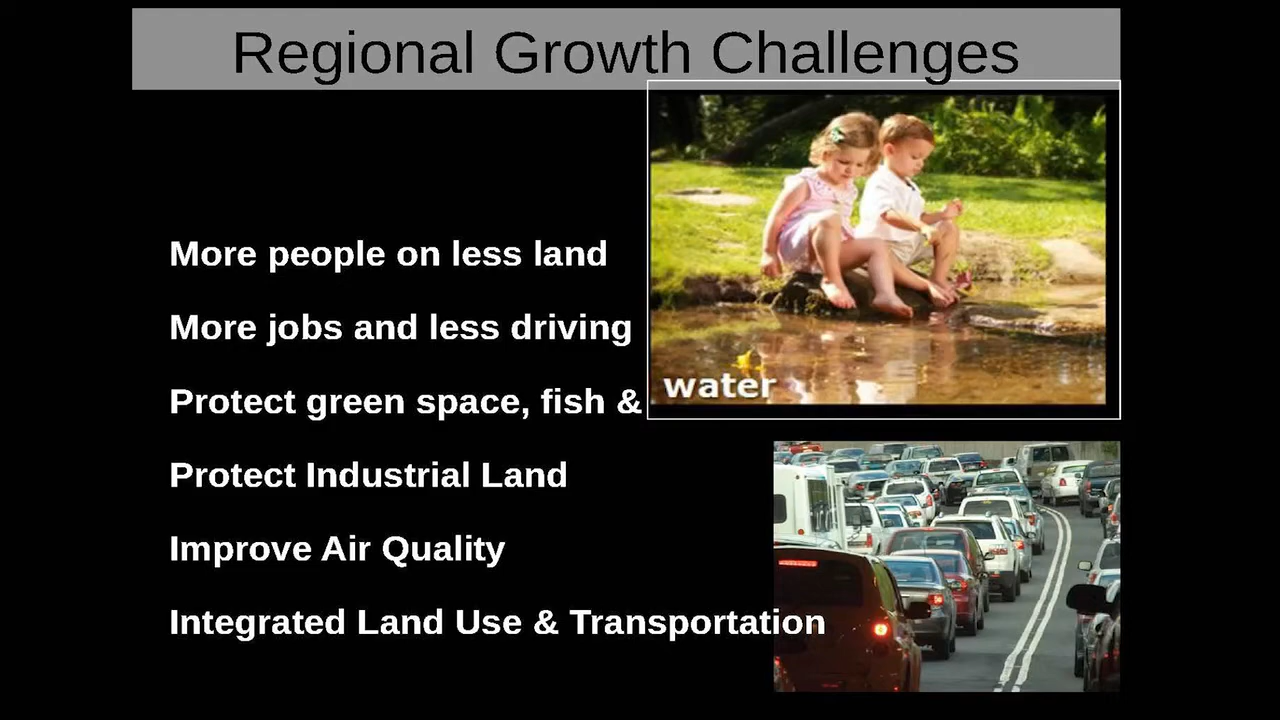 Regional Growth Challenges
More people on less land
More jobs and less driving
Protect green space, fish &
Protect Industrial Land
Improve Air Quality
Integrated Land Use & Transportation
water